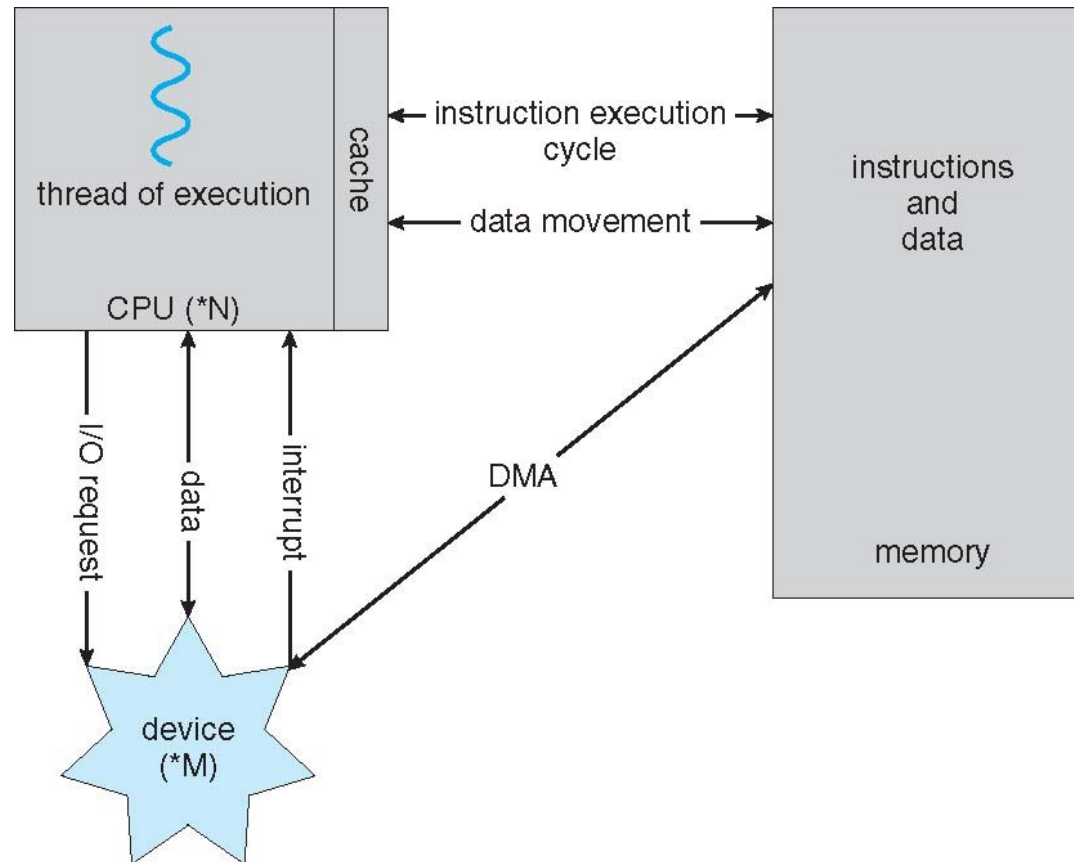 thread of execution
CPU (*N)
cache
instruction execution
cycle
data movement
instructions
and
data
memory
I/O request
data
interrupt
DMA
device
(*M)